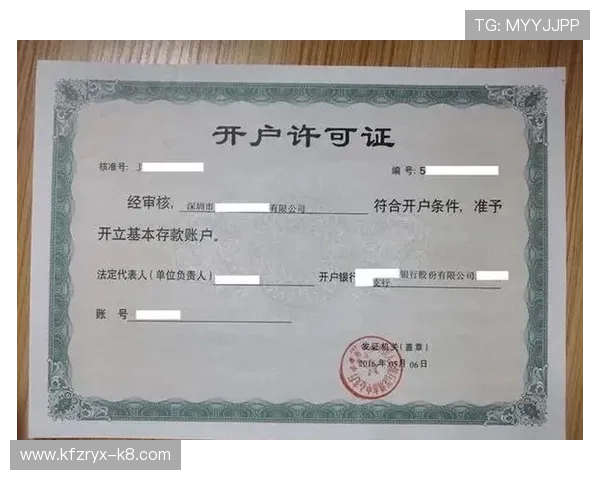 TG: MYYJJPP
开户许可证
核准号: J 编号: 5
经审核, 深圳市 有限公司 符合开户条件, 准予
开立基本存款账户。
法定代表人(单位负责人) 开户银行 银行股份有限公司
支行
账 号
发证机关(盖章)
2016年 05月 06日
www.kfzryx-k8.com